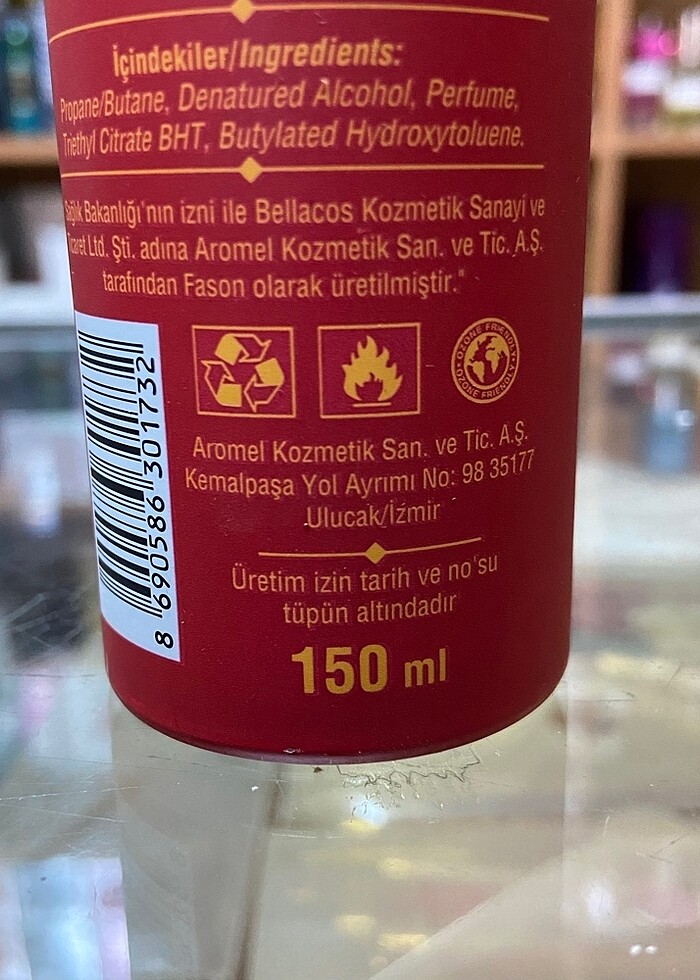 İçindekiler/Ingredients:
Propane/Butane, Denatured Alcohol, Perfume,
Triethyl Citrate BHT, Butylated Hydroxytoluene.
Sağlık Bakanlığı'nın izni ile Bellacos Kozmetik Sanayi ve
Ticaret Ltd. Şti. adına Aromel Kozmetik San. ve Tic. A.Ş.
tarafından Fason olarak üretilmiştir."
OZONE FRIENDLY
OZONE FRIENDLY
Aromel Kozmetik San. ve Tic. A.Ş.
Kemalpaşa Yol Ayrımı No: 98 35177
Ulucak/İzmir
Üretim izin tarih ve no'su
tüpün altındadır
150 ml
8 690586 301732